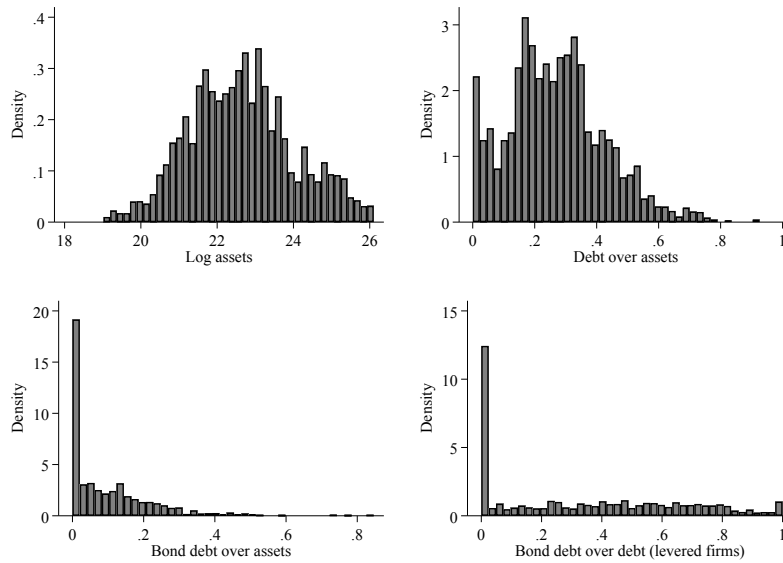 .4
.3
.2
.1
0
Density
18 20 22 24 26
Log assets
3
2
1
0
Density
0 .2 .4 .6 .8 1
Debt over assets
20
15
10
5
0
Density
0 .2 .4 .6 .8
Bond debt over assets
15
10
5
0
Density
0 .2 .4 .6 .8 1
Bond debt over debt (levered firms)